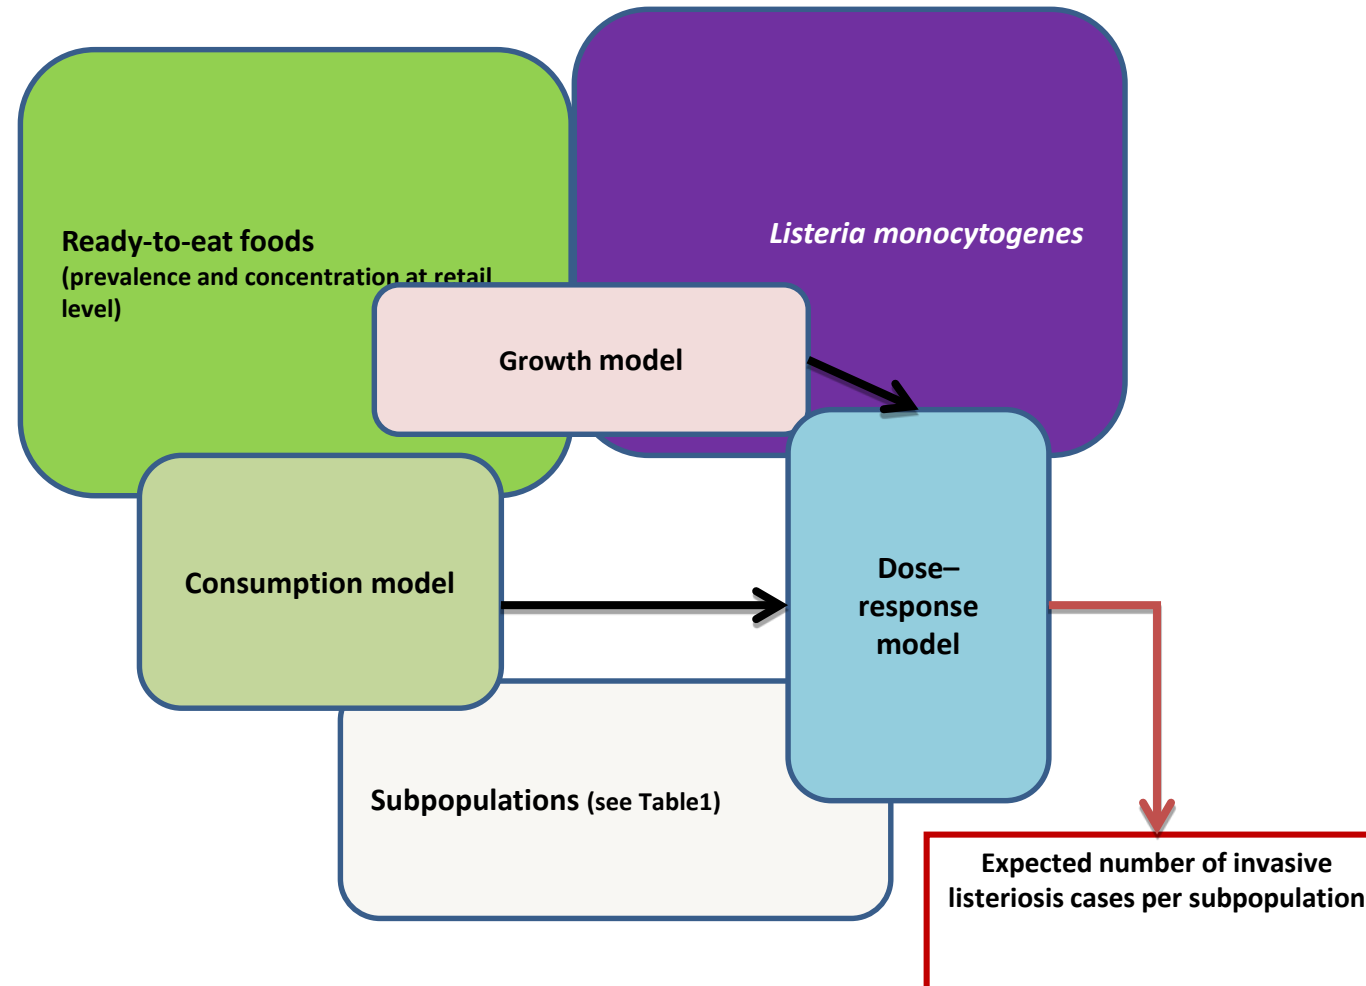 Ready-to-eat foods
(prevalence and concentration at retail
level)
Listeria monocytogenes
Growth model
Consumption model
Dose–
response
model
Subpopulations (see Table1)
Expected number of invasive
listeriosis cases per subpopulation